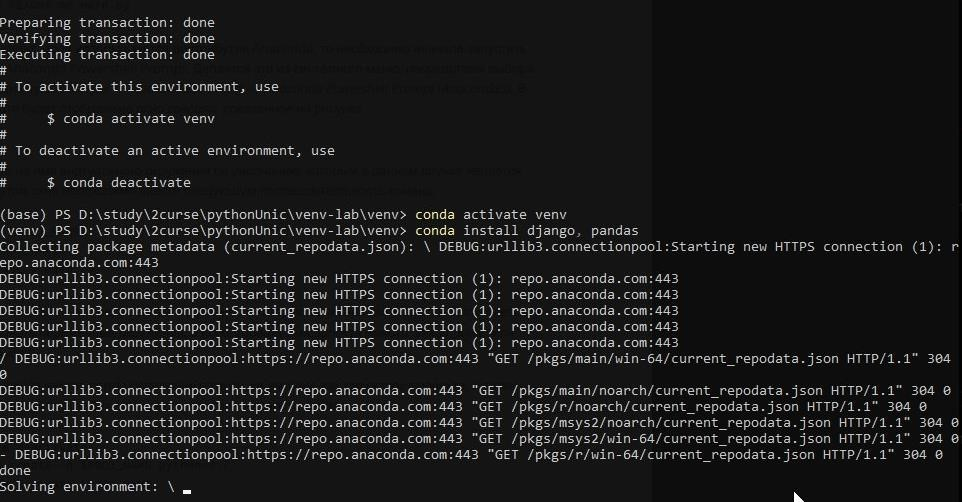 Preparing transaction: done
Verifying transaction: done
Executing transaction: done
#
# To activate this environment, use
#
#     $ conda activate venv
#
# To deactivate an active environment, use
#
#     $ conda deactivate
(base) PS D:\study\2curse\pythonUnic\venv-lab\venv> conda activate venv
(venv) PS D:\study\2curse\pythonUnic\venv-lab\venv> conda install django, pandas
Collecting package metadata (current_repodata.json): \ DEBUG:urllib3.connectionpool:Starting new HTTPS connection (1): r
epo.anaconda.com:443
DEBUG:urllib3.connectionpool:Starting new HTTPS connection (1): repo.anaconda.com:443
DEBUG:urllib3.connectionpool:Starting new HTTPS connection (1): repo.anaconda.com:443
DEBUG:urllib3.connectionpool:Starting new HTTPS connection (1): repo.anaconda.com:443
DEBUG:urllib3.connectionpool:Starting new HTTPS connection (1): repo.anaconda.com:443
DEBUG:urllib3.connectionpool:Starting new HTTPS connection (1): repo.anaconda.com:443
/ DEBUG:urllib3.connectionpool:https://repo.anaconda.com:443 "GET /pkgs/main/win-64/current_repodata.json HTTP/1.1" 304
0
DEBUG:urllib3.connectionpool:https://repo.anaconda.com:443 "GET /pkgs/main/noarch/current_repodata.json HTTP/1.1" 304 0
DEBUG:urllib3.connectionpool:https://repo.anaconda.com:443 "GET /pkgs/r/noarch/current_repodata.json HTTP/1.1" 304 0
DEBUG:urllib3.connectionpool:https://repo.anaconda.com:443 "GET /pkgs/msys2/noarch/current_repodata.json HTTP/1.1" 304 0
DEBUG:urllib3.connectionpool:https://repo.anaconda.com:443 "GET /pkgs/msys2/win-64/current_repodata.json HTTP/1.1" 304 0
- DEBUG:urllib3.connectionpool:https://repo.anaconda.com:443 "GET /pkgs/r/win-64/current_repodata.json HTTP/1.1" 304 0
done
Solving environment: \